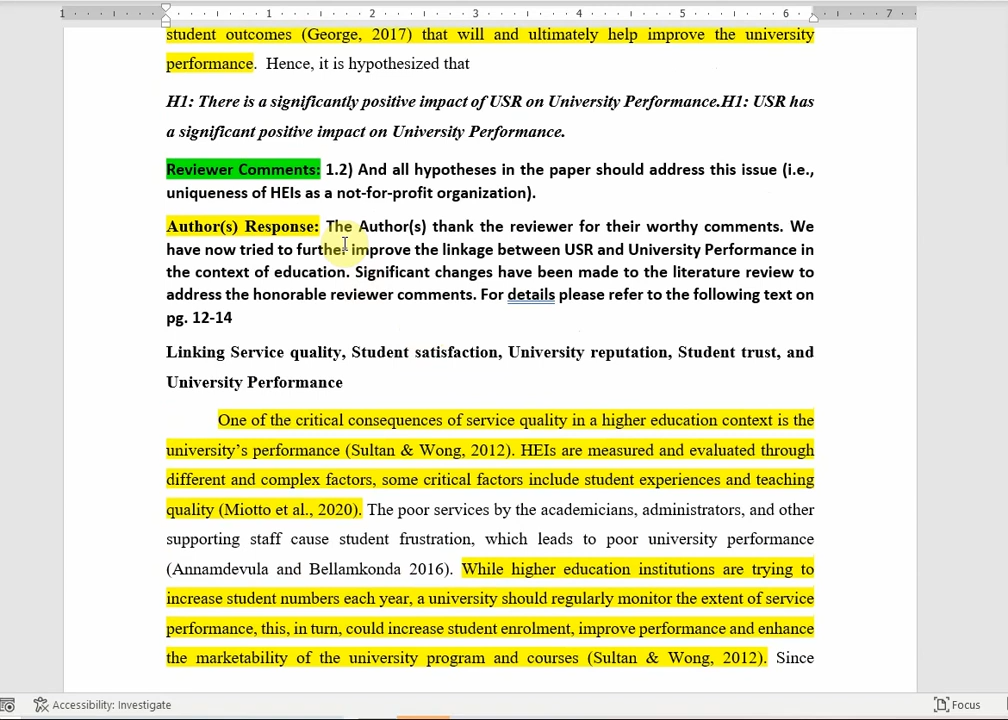 1 1 2 3 4 5 6 7
student outcomes (George, 2017) that will and ultimately help improve the university
performance. Hence, it is hypothesized that
H1: There is a significantly positive impact of USR on University Performance.H1: USR has
a significant positive impact on University Performance.
Reviewer Comments: 1.2) And all hypotheses in the paper should address this issue (i.e.,
uniqueness of HEIs as a not-for-profit organization).
Author(s) Response: The Author(s) thank the reviewer for their worthy comments. We
have now tried to further improve the linkage between USR and University Performance in
the context of education. Significant changes have been made to the literature review to
address the honorable reviewer comments. For details please refer to the following text on
pg. 12-14
Linking Service quality, Student satisfaction, University reputation, Student trust, and
University Performance
One of the critical consequences of service quality in a higher education context is the
university's performance (Sultan & Wong, 2012). HEIs are measured and evaluated through
different and complex factors, some critical factors include student experiences and teaching
quality (Miotto et al., 2020). The poor services by the academicians, administrators, and other
supporting staff cause student frustration, which leads to poor university performance
(Annamdevula and Bellamkonda 2016). While higher education institutions are trying to
increase student numbers each year, a university should regularly monitor the extent of service
performance, this, in turn, could increase student enrolment, improve performance and enhance
the marketability of the university program and courses (Sultan & Wong, 2012). Since
Accessibility: Investigate Focus